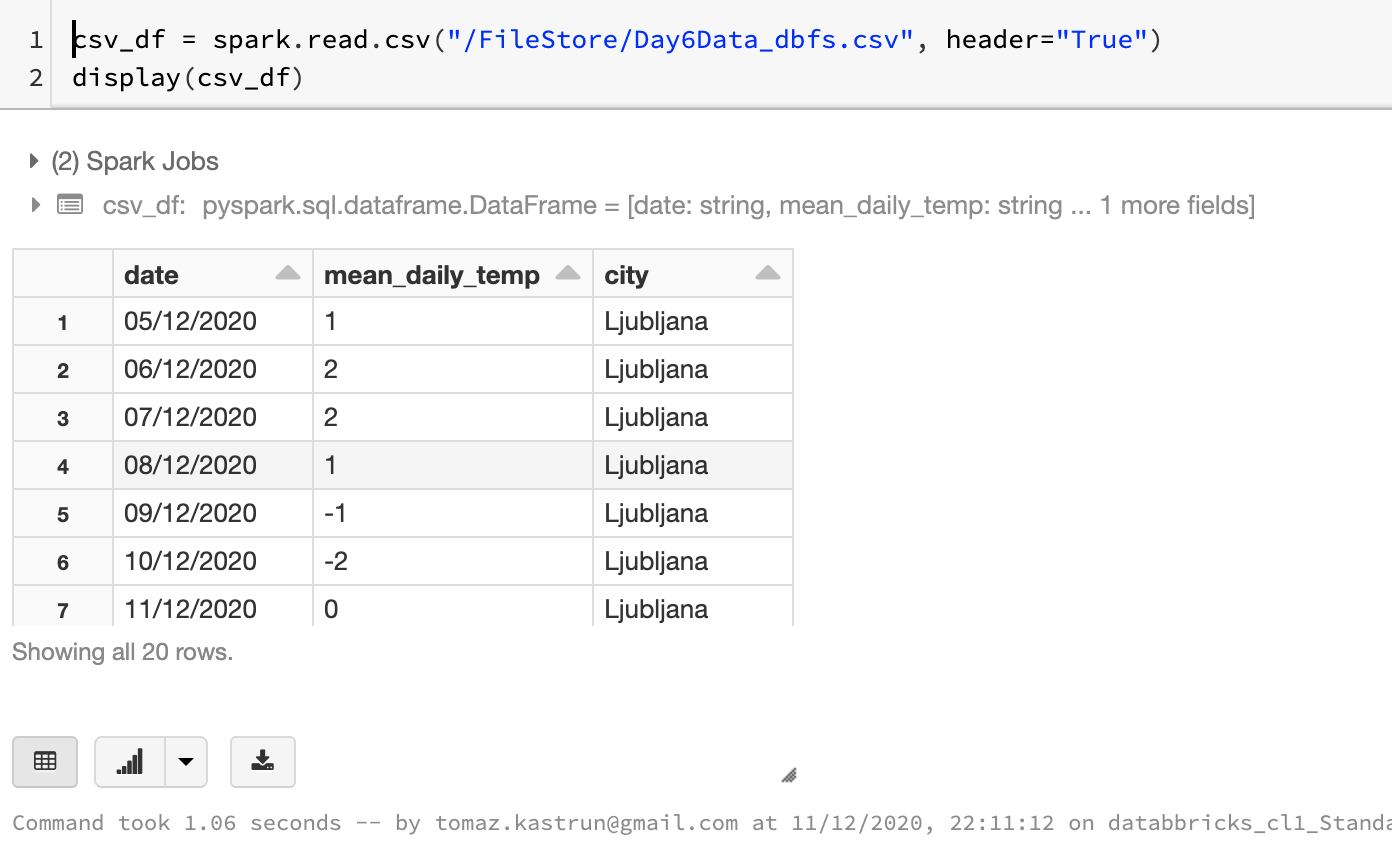 1 csv_df = spark.read.csv("/FileStore/Day6Data_dbfs.csv", header="True")
2 display(csv_df)
(2) Spark Jobs
csv_df: pyspark.sql.dataframe.DataFrame = [date: string, mean_daily_temp: string ... 1 more fields]
date mean_daily_temp city
1 05/12/2020 1 Ljubljana
2 06/12/2020 2 Ljubljana
3 07/12/2020 2 Ljubljana
4 08/12/2020 1 Ljubljana
5 09/12/2020 -1 Ljubljana
6 10/12/2020 -2 Ljubljana
7 11/12/2020 0 Ljubljana
Showing all 20 rows.
Command took 1.06 seconds -- by tomaz.kastrun@gmail.com at 11/12/2020, 22:11:12 on databbricks_cl1_Standa